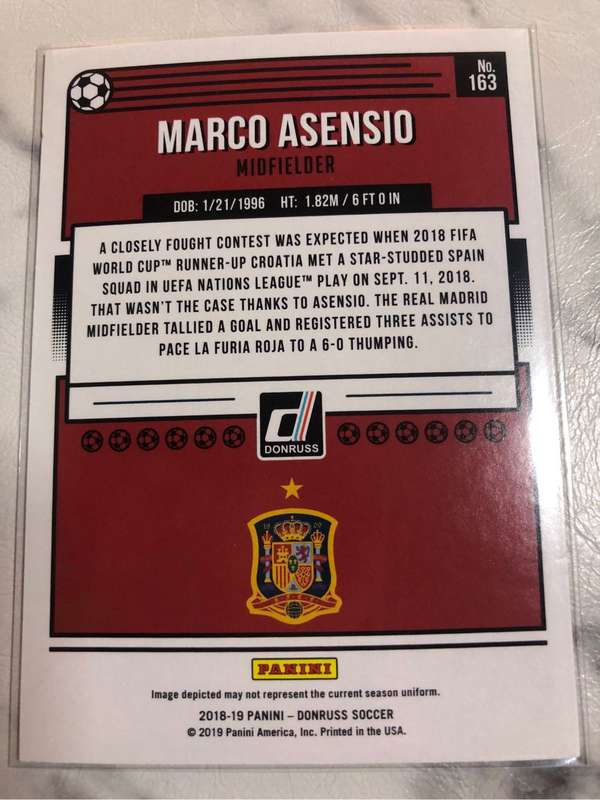 No.
163
MARCO ASENSIO
MIDFIELDER
DOB: 1/21/1996 HT: 1.82M / 6 FT 0 IN
A CLOSELY FOUGHT CONTEST WAS EXPECTED WHEN 2018 FIFA
WORLD CUP™ RUNNER-UP CROATIA MET A STAR-STUDDED SPAIN
SQUAD IN UEFA NATIONS LEAGUE™ PLAY ON SEPT. 11, 2018.
THAT WASN'T THE CASE THANKS TO ASENSIO. THE REAL MADRID
MIDFIELDER TALLIED A GOAL AND REGISTERED THREE ASSISTS TO
PACE LA FURIA ROJA TO A 6-0 THUMPING.
d
DONRUSS
PANINI
Image depicted may not represent the current season uniform.
2018-19 PANINI – DONRUSS SOCCER
© 2019 Panini America, Inc. Printed in the USA.